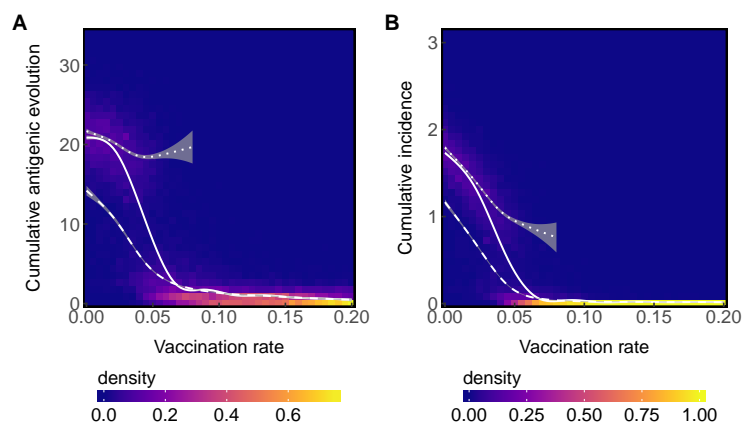 A
B
Cumulative antigenic evolution
30
20
10
0
0.00 0.05 0.10 0.15 0.20
Vaccination rate
density
0.0 0.2 0.4 0.6
Cumulative incidence
3
2
1
0
0.00 0.05 0.10 0.15 0.20
Vaccination rate
density
0.00 0.25 0.50 0.75 1.00